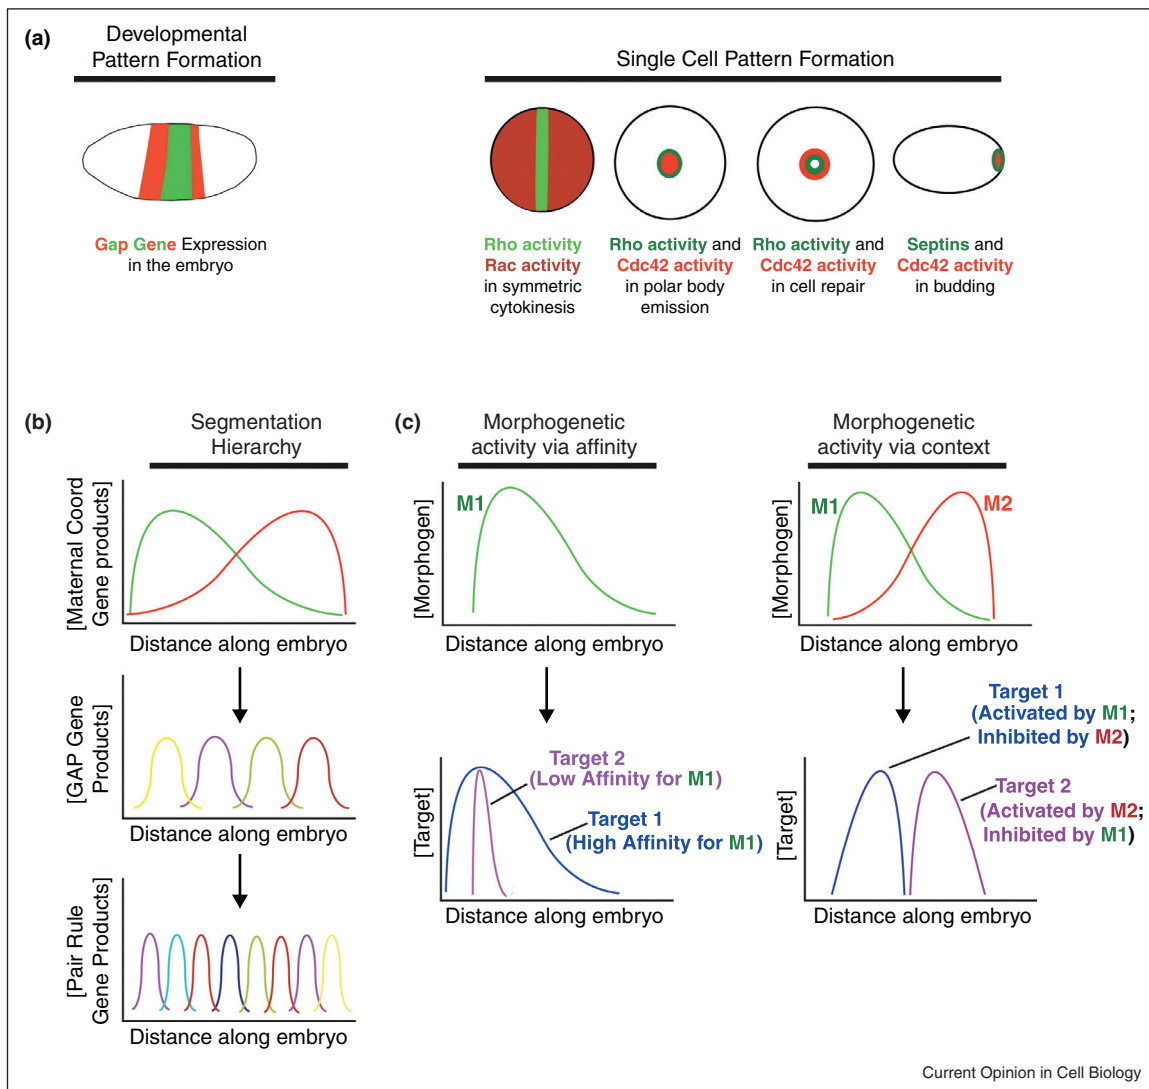 (a)
Developmental
Pattern Formation
Single Cell Pattern Formation
Gap Gene Expression
in the embryo
Rho activity
Rac activity
in symmetric
cytokinesis
Rho activity and
Cdc42 activity
in polar body
emission
Rho activity and
Cdc42 activity
in cell repair
Septins and
Cdc42 activity
in budding
(b)
Segmentation
Hierarchy
[Maternal Coord
Gene products]
Distance along embryo
[GAP Gene
Products]
Distance along embryo
[Pair Rule
Gene Products]
Distance along embryo
(c)
Morphogenetic
activity via affinity
M1
[Morphogen]
Distance along embryo
Target 2
(Low Affinity for M1)
Target 1
(High Affinity for M1)
[Target]
Distance along embryo
Morphogenetic
activity via context
M1
M2
[Morphogen]
Distance along embryo
Target 1
(Activated by M1;
Inhibited by M2)
Target 2
(Activated by M2;
Inhibited by M1)
[Target]
Distance along embryo
Current Opinion in Cell Biology